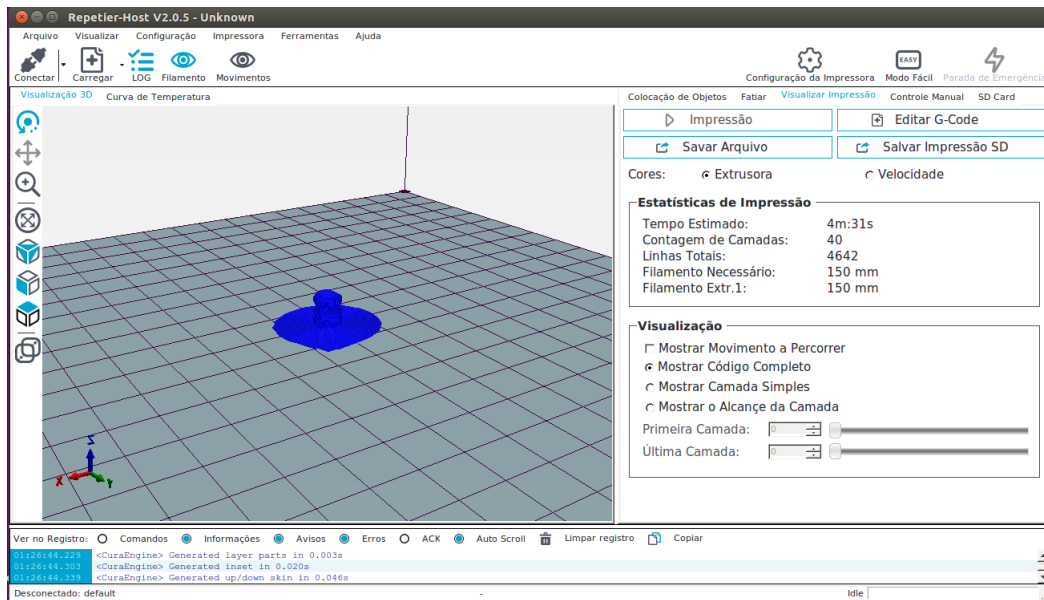 Repetier-Host V2.0.5 - Unknown
Arquivo Visualizar Configuração Impressora Ferramentas Ajuda
Conectar Carregar LOG Filamento Movimentos Configuração da Impressora EASY Modo Fácil Parada de Emergência
Visualização 3D Curva de Temperatura
Colocação de Objetos Fatiar Visualizar Impressão Controle Manual SD Card
Impressão Editar G-Code
Savar Arquivo Salvar Impressão SD
Cores: Extrusora Velocidade
Estatísticas de Impressão
Tempo Estimado: 4m:31s
Contagem de Camadas: 40
Linhas Totais: 4642
Filamento Necessário: 150 mm
Filamento Extr.1: 150 mm
Visualização
Mostrar Movimento a Percorrer
Mostrar Código Completo
Mostrar Camada Simples
Mostrar o Alcançe da Camada
Primeira Camada: 0
Última Camada: 0
Z
X Y
Ver no Registro: Comandos Informações Avisos Erros ACK Auto Scroll Limpar registro Copiar
01:26:44.229 <CuraEngine> Generated layer parts in 0.003s
01:26:44.303 <CuraEngine> Generated inset in 0.020s
01:26:44.339 <CuraEngine> Generated up/down skin in 0.046s
Desconectado: default - Idle